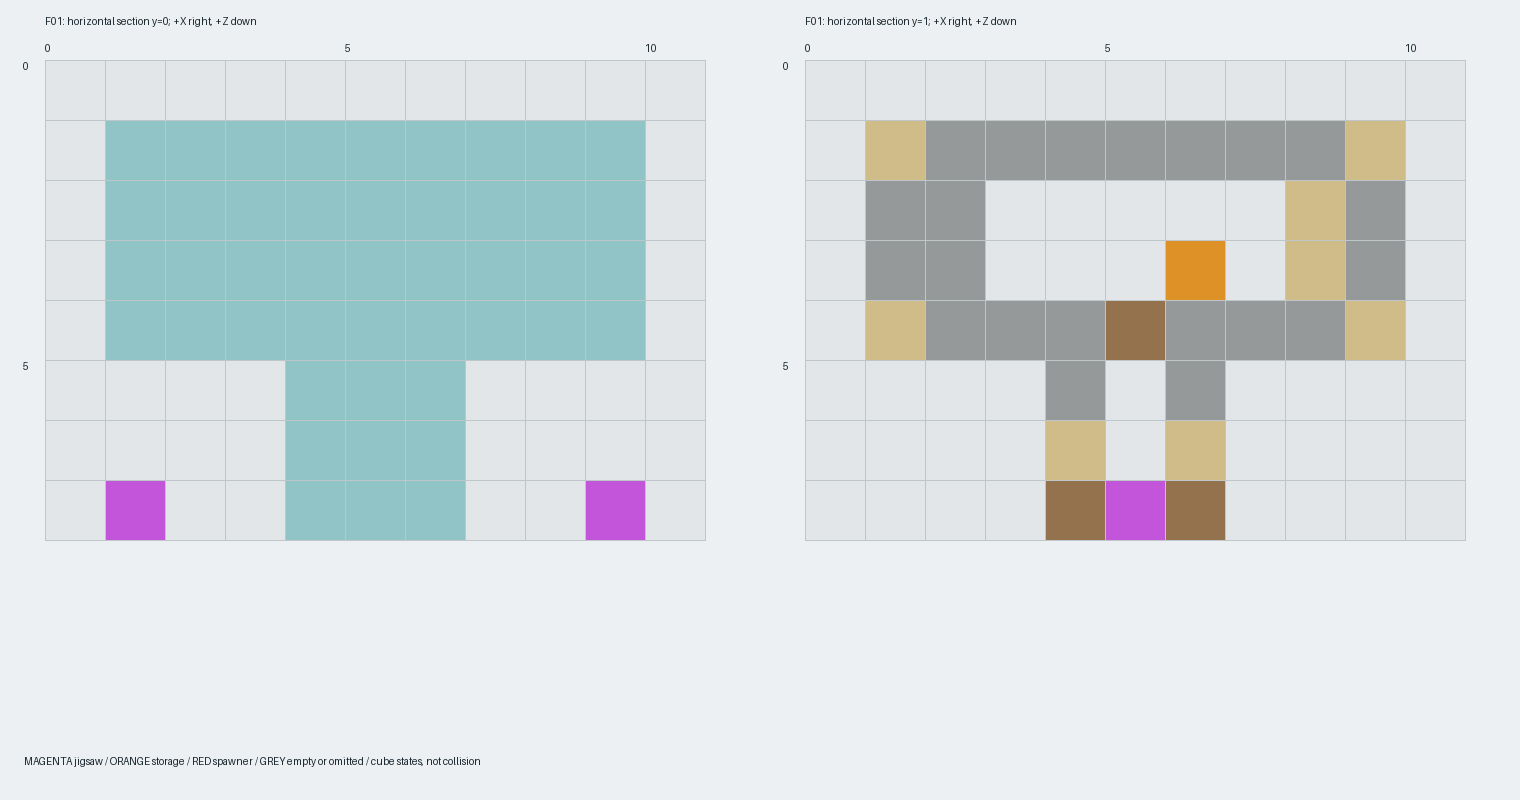 F01: horizontal section y=0; +X right, +Z down
F01: horizontal section y=1; +X right, +Z down
0 5 10
0 5 10
0
0
5
5
MAGENTA jigsaw / ORANGE storage / RED spawner / GREY empty or omitted / cube states, not collision